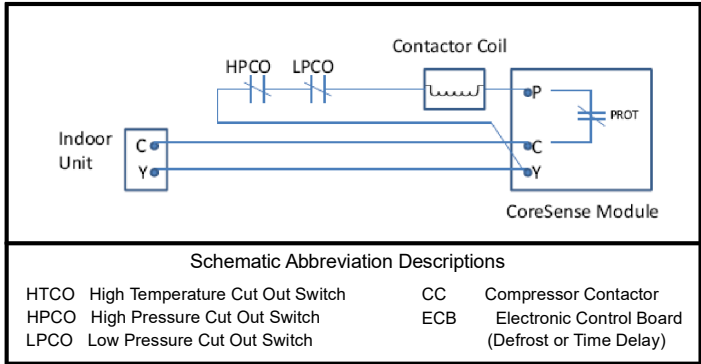 Contactor Coil
HPCO LPCO
P
PROT
Indoor
Unit
C
C
Y
Y
CoreSense Module
Schematic Abbreviation Descriptions
HTCO High Temperature Cut Out Switch
HPCO High Pressure Cut Out Switch
LPCO Low Pressure Cut Out Switch
CC Compressor Contactor
ECB Electronic Control Board
(Defrost or Time Delay)